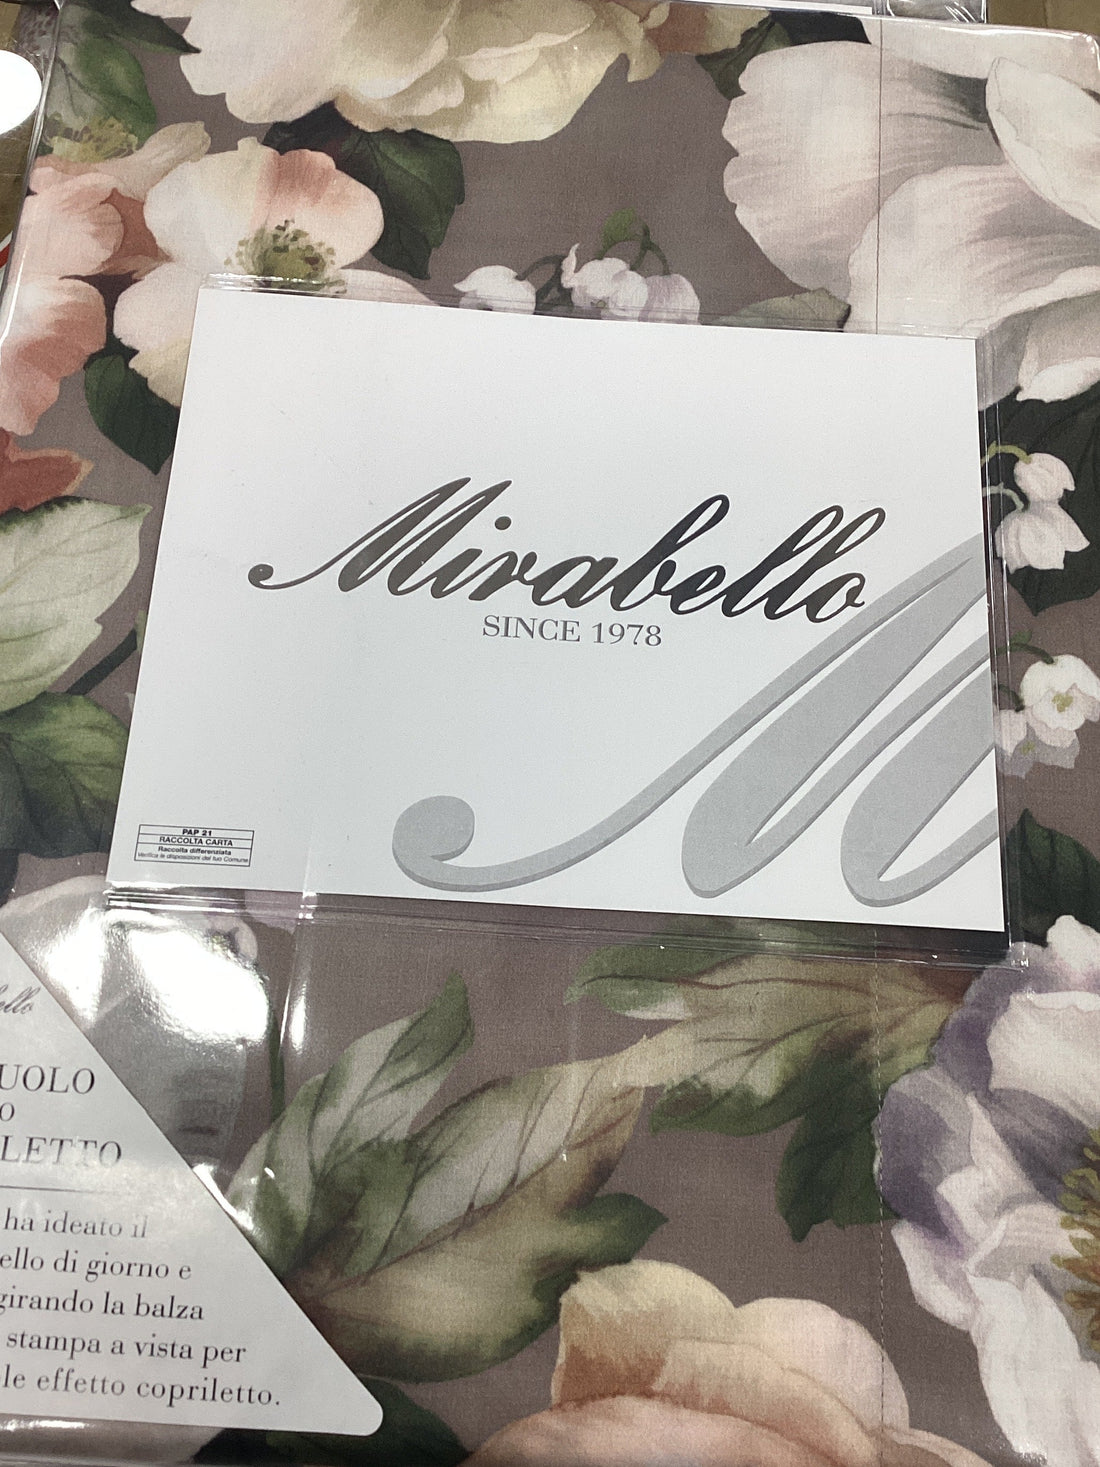 Mirabello
SINCE 1978
PAP 21
RACCOLTA CARTA
Raccolta differenziata
Verifica le disposizioni del tuo Comune
ello
UOLO
O
LETTO
ha ideato il
ello di giorno e
girando la balza
stampa a vista per
le effetto copriletto.